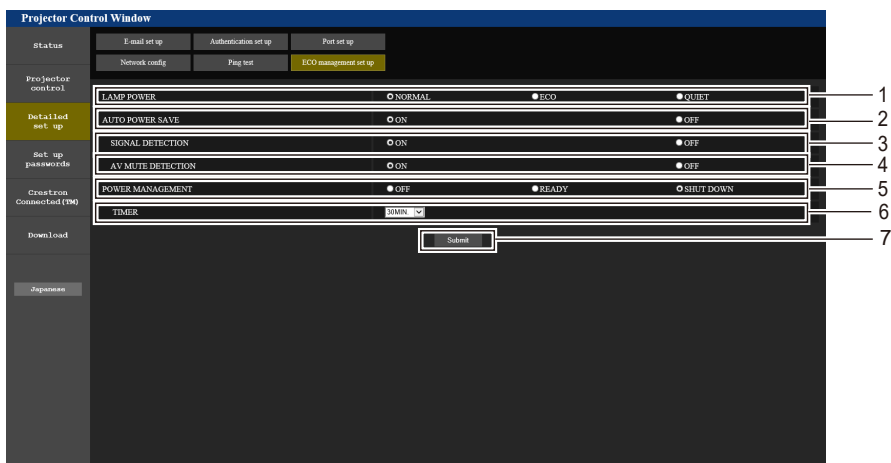 Projector Control Window
Status
E-mail set up
Authentication set up
Port set up
Network config
Ping test
ECO management set up
Projector
control
Detailed
set up
Set up
passwords
Crestron
Connected(TM)
Download
Japanese
LAMP POWER NORMAL ECO QUIET 1
AUTO POWER SAVE ON OFF 2
SIGNAL DETECTION ON OFF 3
AV MUTE DETECTION ON OFF 4
POWER MANAGEMENT OFF READY SHUT DOWN 5
TIMER 30MIN. 6
Submit 7